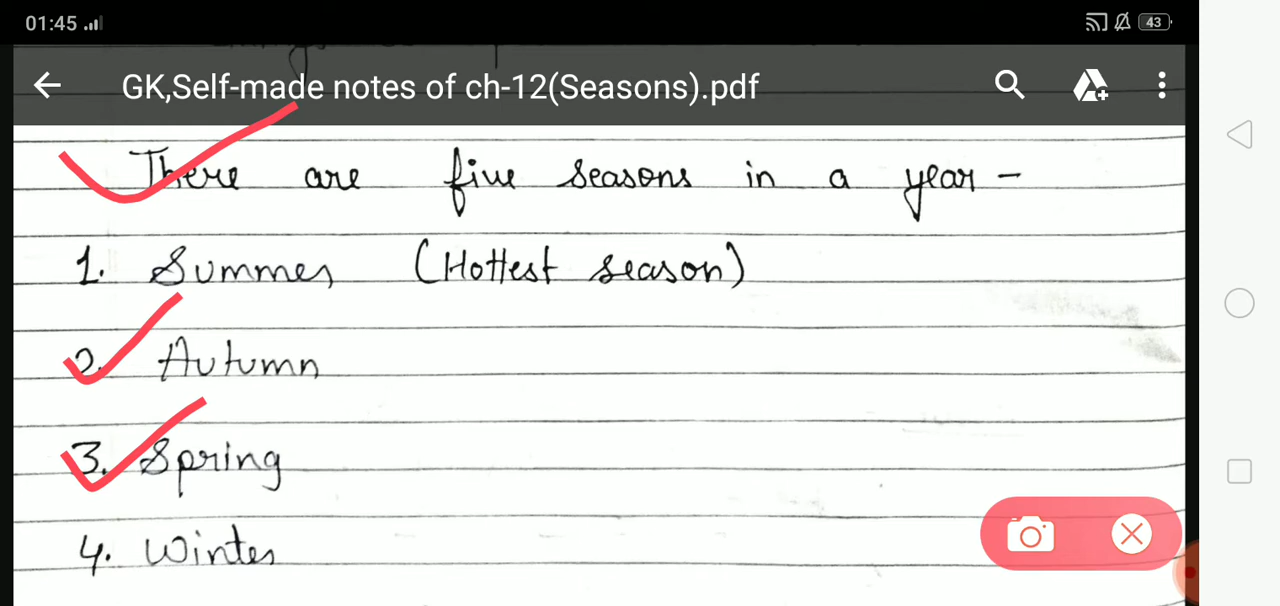 01:45
43
GK,Self-made notes of ch-12(Seasons).pdf
There are five seasons in a year -
1. Summer (Hottest season)
2. Autumn
3. Spring
4. Winter